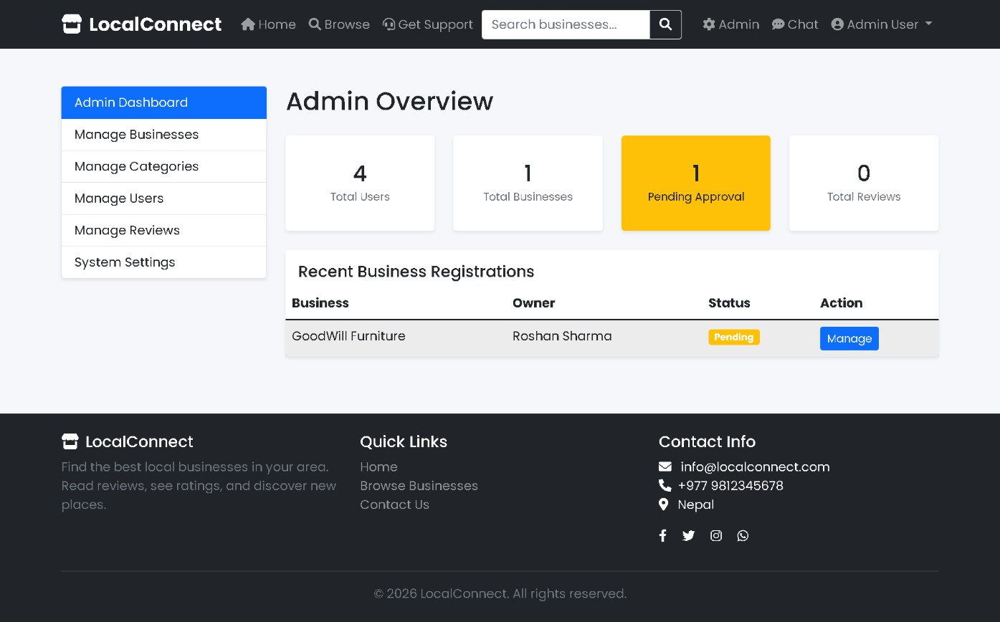 LocalConnect Home Browse Get Support Search businesses... Admin Chat Admin User
Admin Dashboard
Manage Businesses
Manage Categories
Manage Users
Manage Reviews
System Settings
Admin Overview
4
Total Users
1
Total Businesses
1
Pending Approval
0
Total Reviews
Recent Business Registrations
Business Owner Status Action
GoodWill Furniture Roshan Sharma Pending Manage
LocalConnect
Find the best local businesses in your area.
Read reviews, see ratings, and discover new
places.
Quick Links
Home
Browse Businesses
Contact Us
Contact Info
info@localconnect.com
+977 9812345678
Nepal
© 2026 LocalConnect. All rights reserved.